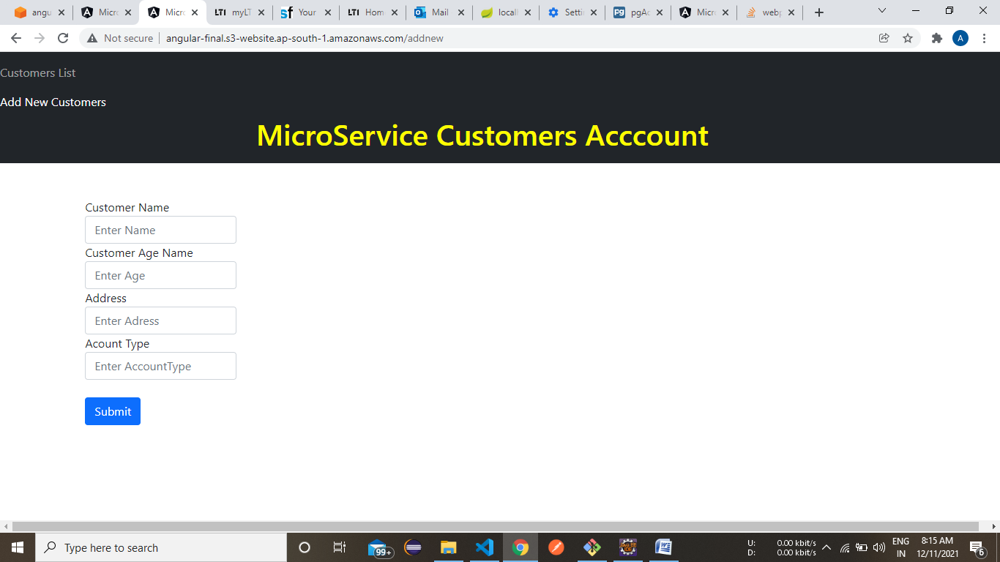 angu
Micro
Micro
LTI myLT
sf Your
LTI Hom
Mail
locall
Setti
pgAc
Micro
webp
Not secure angular-final.s3-website.ap-south-1.amazonaws.com/addnew
A
Customers List
Add New Customers
MicroService Customers Acccount
Customer Name
Enter Name
Customer Age Name
Enter Age
Address
Enter Adress
Acount Type
Enter AccountType
Submit
Type here to search
99+
U: 0.00 kbit/s
D: 0.00 kbit/s
ENG
IN
8:15 AM
12/11/2021
6